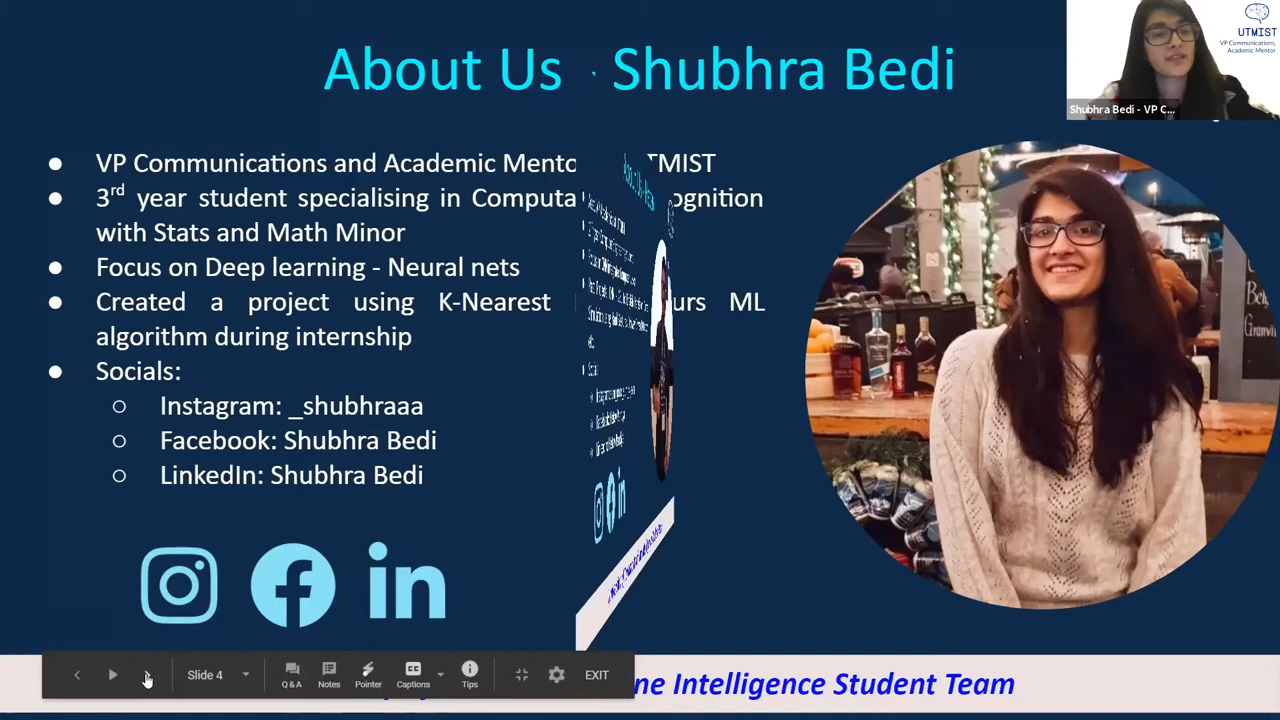 About Us
Shubhra Bedi
UTMIST
VP Communications,
Academic Mentor
Shubhra Bedi - VP C...
● VP Communications and Academic Mento TMIST
● 3rd year student specialising in Computa ognition
with Stats and Math Minor
● Focus on Deep learning - Neural nets
● Created a project using K-Nearest urs ML
algorithm during internship
● Socials:
○ Instagram: _shubhraaa
○ Facebook: Shubhra Bedi
○ LinkedIn: Shubhra Bedi
in
Slide 4
Q & A
Notes
Pointer
CC
Captions
Tips
EXIT
ne Intelligence Student Team